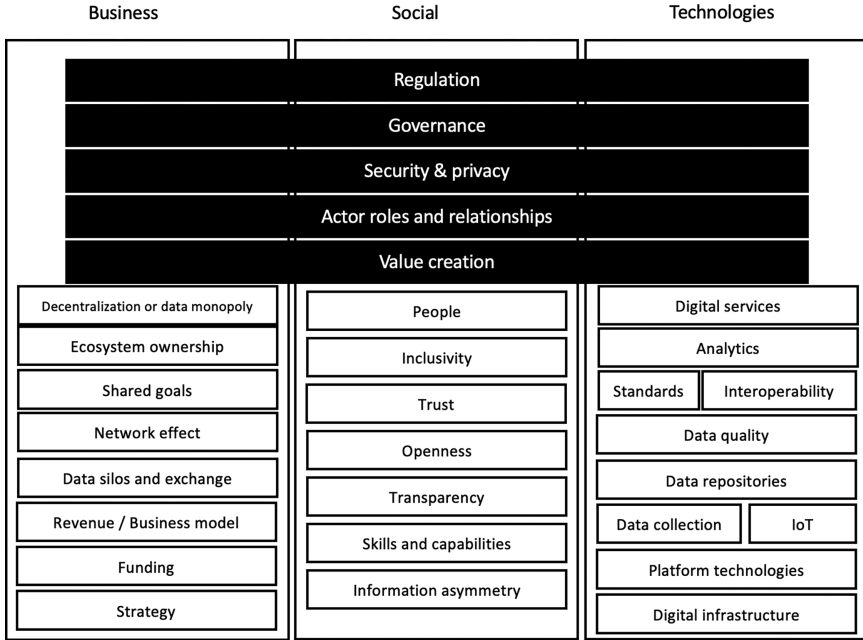 Business
Social
Technologies
Regulation
Governance
Security & privacy
Actor roles and relationships
Value creation
Decentralization or data monopoly
Ecosystem ownership
Shared goals
Network effect
Data silos and exchange
Revenue / Business model
Funding
Strategy
People
Inclusivity
Trust
Openness
Transparency
Skills and capabilities
Information asymmetry
Digital services
Analytics
Standards
Interoperability
Data quality
Data repositories
Data collection
IoT
Platform technologies
Digital infrastructure